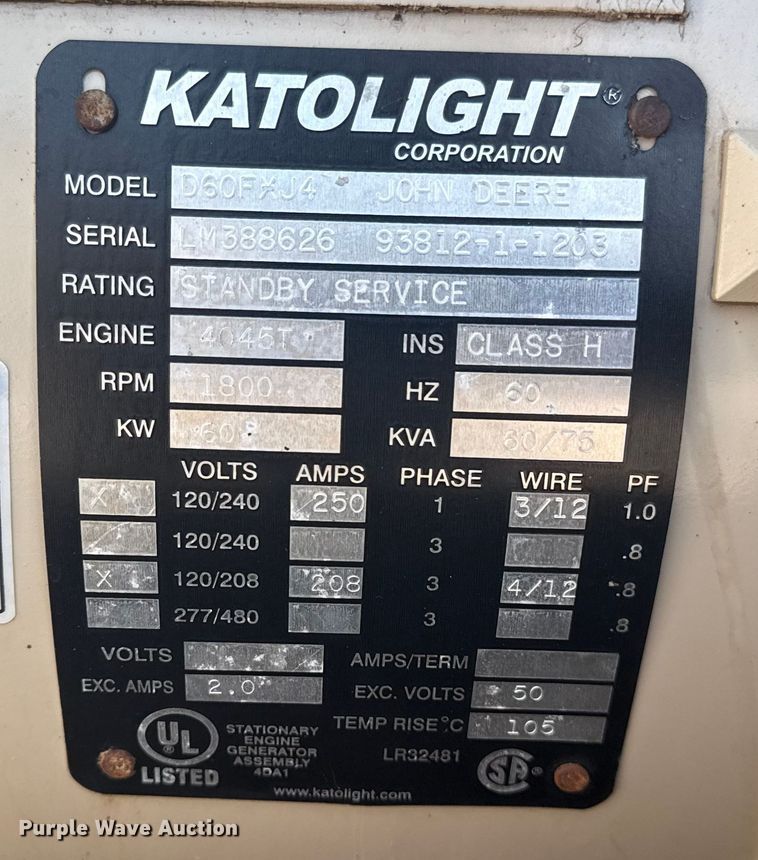 KATOLIGHT®
CORPORATION
MODEL D60FXJ4 JOHN DEERE
SERIAL LM388626 93812-1-1203
RATING STANDBY SERVICE
ENGINE 4045T INS CLASS H
RPM 1800 HZ 60
KW 60 KVA 60/75
VOLTS AMPS PHASE WIRE PF
X 120/240 250 1 3/12 1.0
120/240 3 .8
X 120/208 208 3 4/12 .8
277/480 3 .8
VOLTS AMPS/TERM
EXC. AMPS 2.0 EXC. VOLTS 50
TEMP RISE°C 105
UL® LISTED
STATIONARY
ENGINE
GENERATOR
ASSEMBLY
4DA1
LR32481
SA®
www.katolight.com
Purple Wave Auction